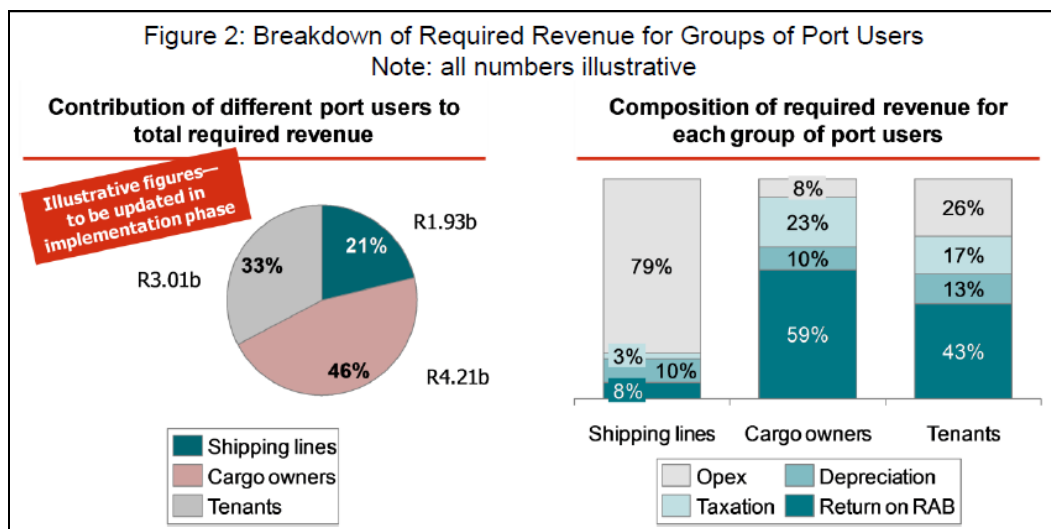 Figure 2: Breakdown of Required Revenue for Groups of Port Users
Note: all numbers illustrative
Contribution of different port users to
total required revenue
Illustrative figures—
to be updated in
implementation phase
R1.93b
21%
33%
R3.01b
46%
R4.21b
Shipping lines
Cargo owners
Tenants
Composition of required revenue for
each group of port users
79%
3%
10%
8%
8%
23%
10%
59%
26%
17%
13%
43%
Shipping lines
Cargo owners
Tenants
Opex
Depreciation
Taxation
Return on RAB